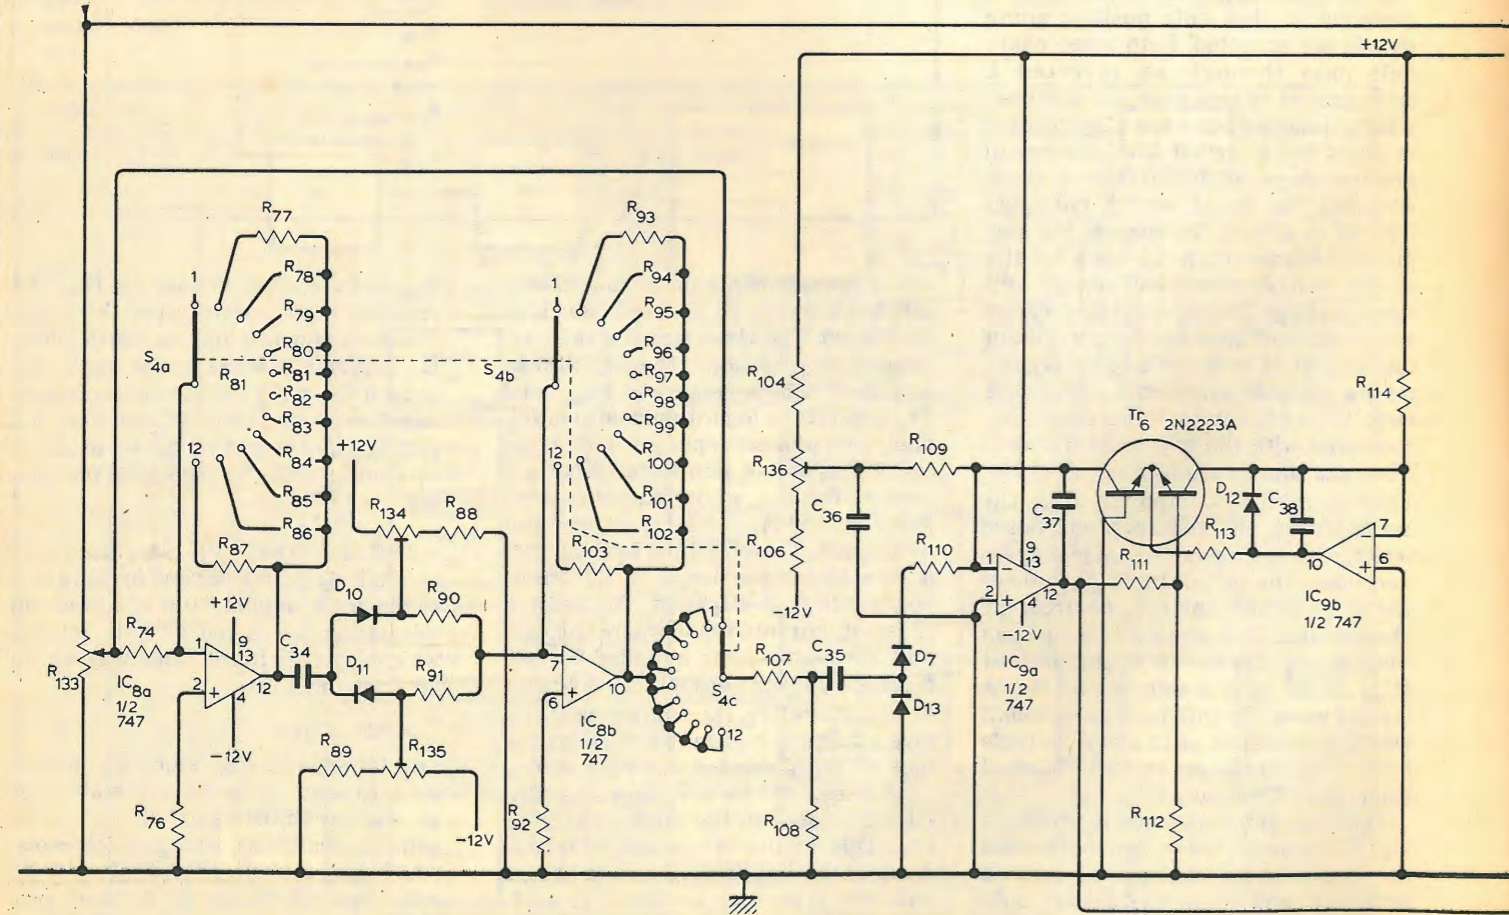 +12V
R77
R93
1
R78
1
R94
R79
R95
R80
R96
S4a
R81
R81
S4b
R97
R104
R82
R98
R114
R83
R99
Tr6 2N2223A
12
+12V
R84
12
R100
R136
R109
R85
R101
D12
C38
R134
R88
C37
R86
R102
C36
7
R113
6
R87
R103
R106
R110
9
R111
10
D10
1
13
IC9b
1/2 747
+12V
R90
1
-12V
2
12
4
R74
9
-12V
1
13
D11
C34
7
R107
C35
D7
IC9a
1/2
747
R133
IC8a
1/2
747
2
12
R91
10
S4c
D13
4
6
IC8b
1/2
747
12
-12V
R89
R135
R76
-12V
R92
R108
R112